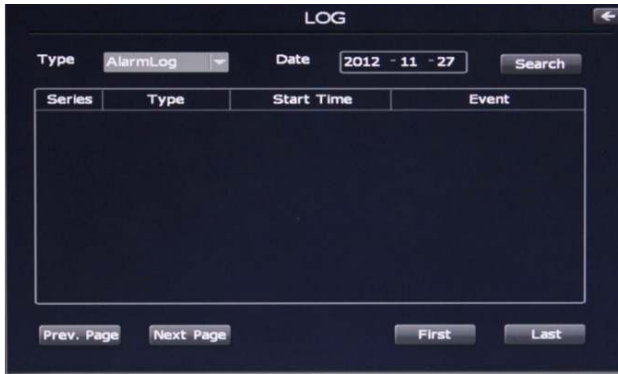 LOG
Type AlarmLog Date 2012 - 11 - 27 Search
Series Type Start Time Event
Prev. Page Next Page First Last